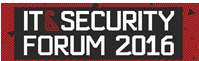 IT & SECURITY
FORUM 2016